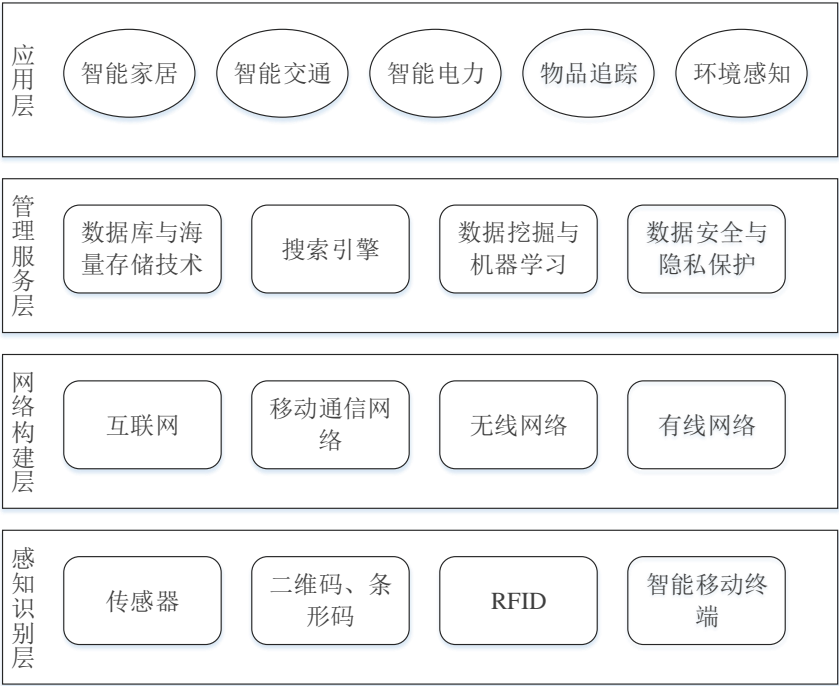 应用层
智能家居
智能交通
智能电力
物品追踪
环境感知
管理服务层
数据库与海
量存储技术
搜索引擎
数据挖掘与
机器学习
数据安全与
隐私保护
网络构建层
互联网
移动通信网
络
无线网络
有线网络
感知识别层
传感器
二维码、条
形码
RFID
智能移动终
端